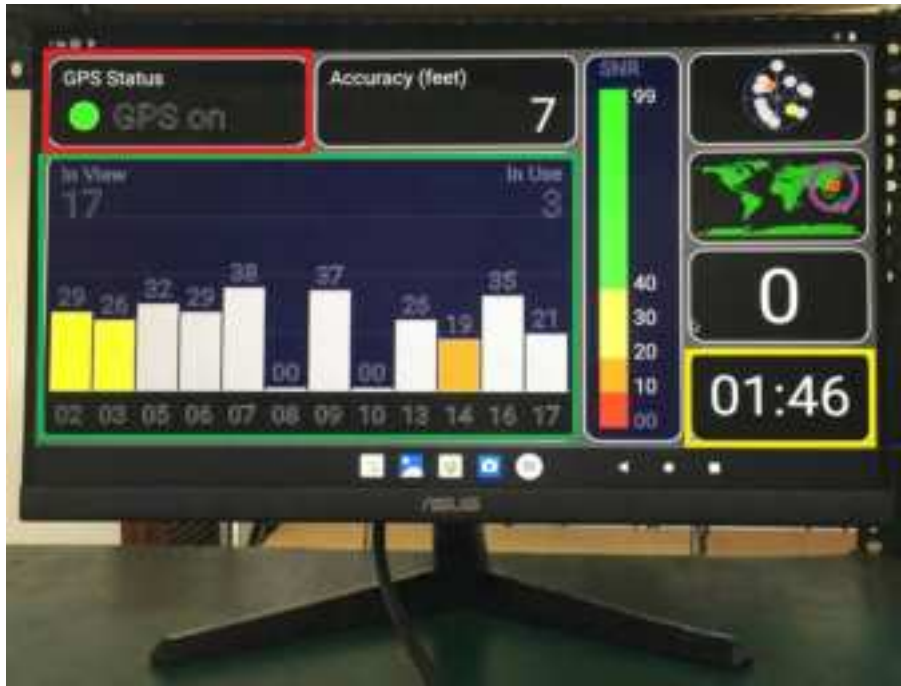 GPS Status
GPS on
Accuracy (feet)
7
In View
17
In Use
3
29 26 32 29 38 00 37 00 26 19 35 21
02 03 05 06 07 08 09 10 13 14 16 17
SNR
99
40
30
20
10
00
0
01:46
ASUS